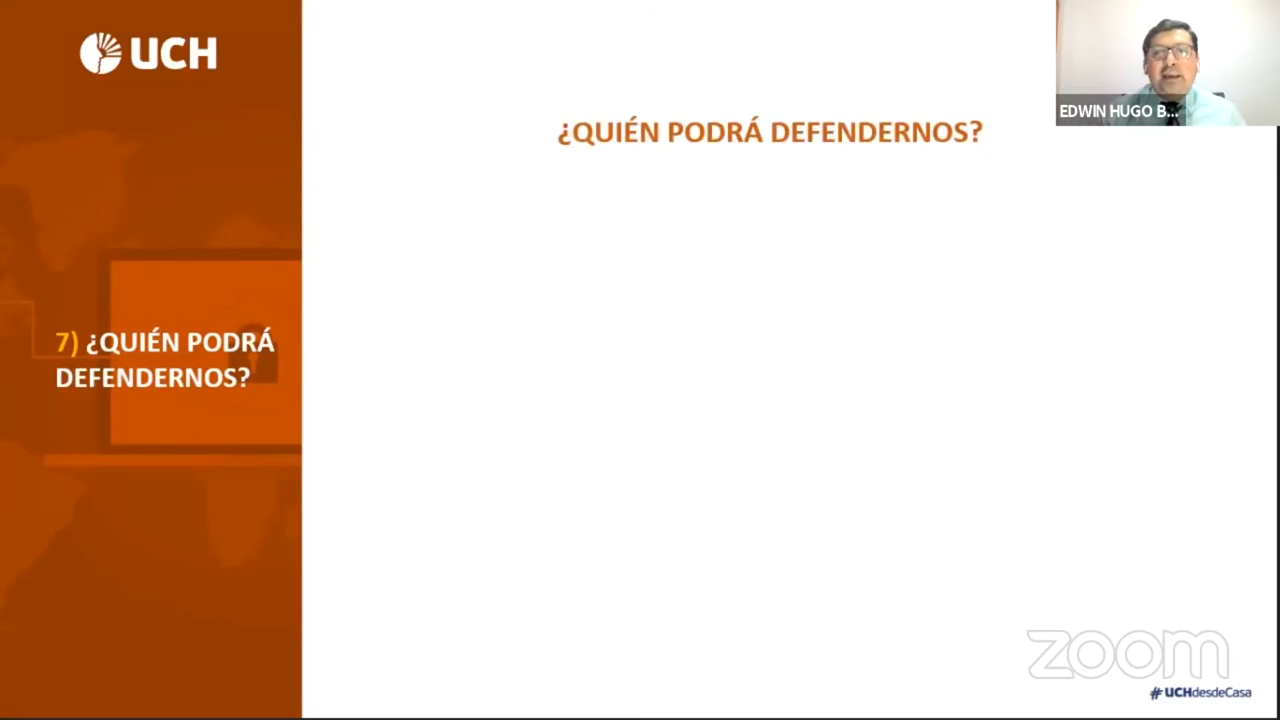 UCH
EDWIN HUGO B...
¿QUIÉN PODRÁ DEFENDERNOS?
7) ¿QUIÉN PODRÁ
DEFENDERNOS?
zoom
#UCHdesdeCasa